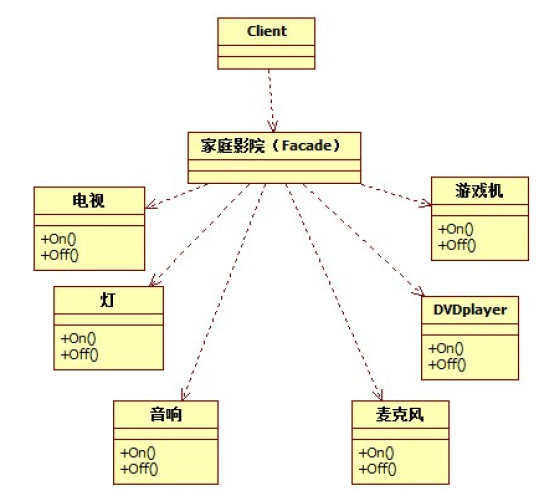 Client
家庭影院（Facade）
电视
+On()
+Off()
游戏机
+On()
+Off()
灯
+On()
+Off()
DVDplayer
+On()
+Off()
音响
+On()
+Off()
麦克风
+On()
+Off()